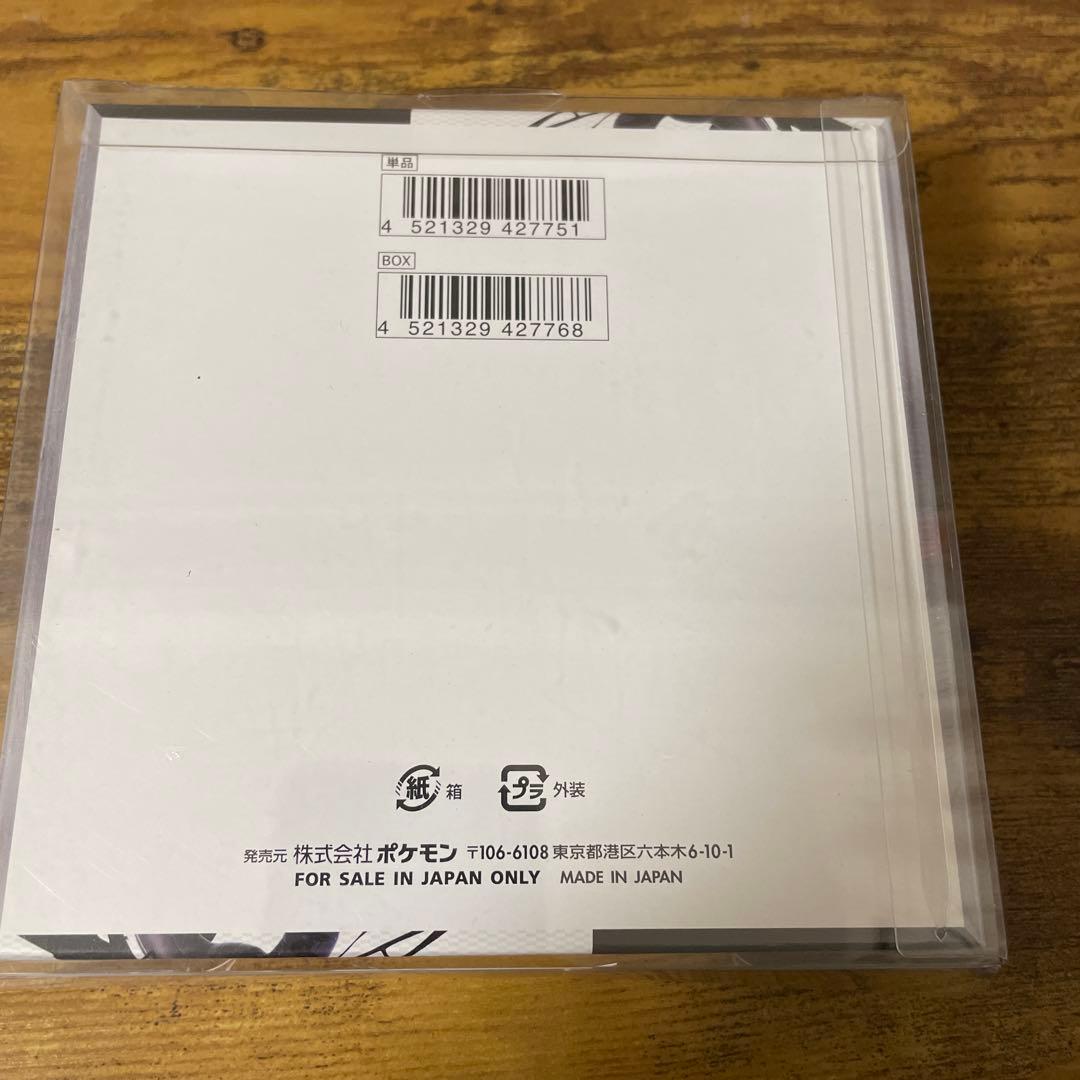 単品
4 521329 427751
BOX
4 521329 427768
紙 箱 プラ 外装
発売元 株式会社ポケモン 〒106-6108 東京都港区六本木6-10-1
FOR SALE IN JAPAN ONLY MADE IN JAPAN